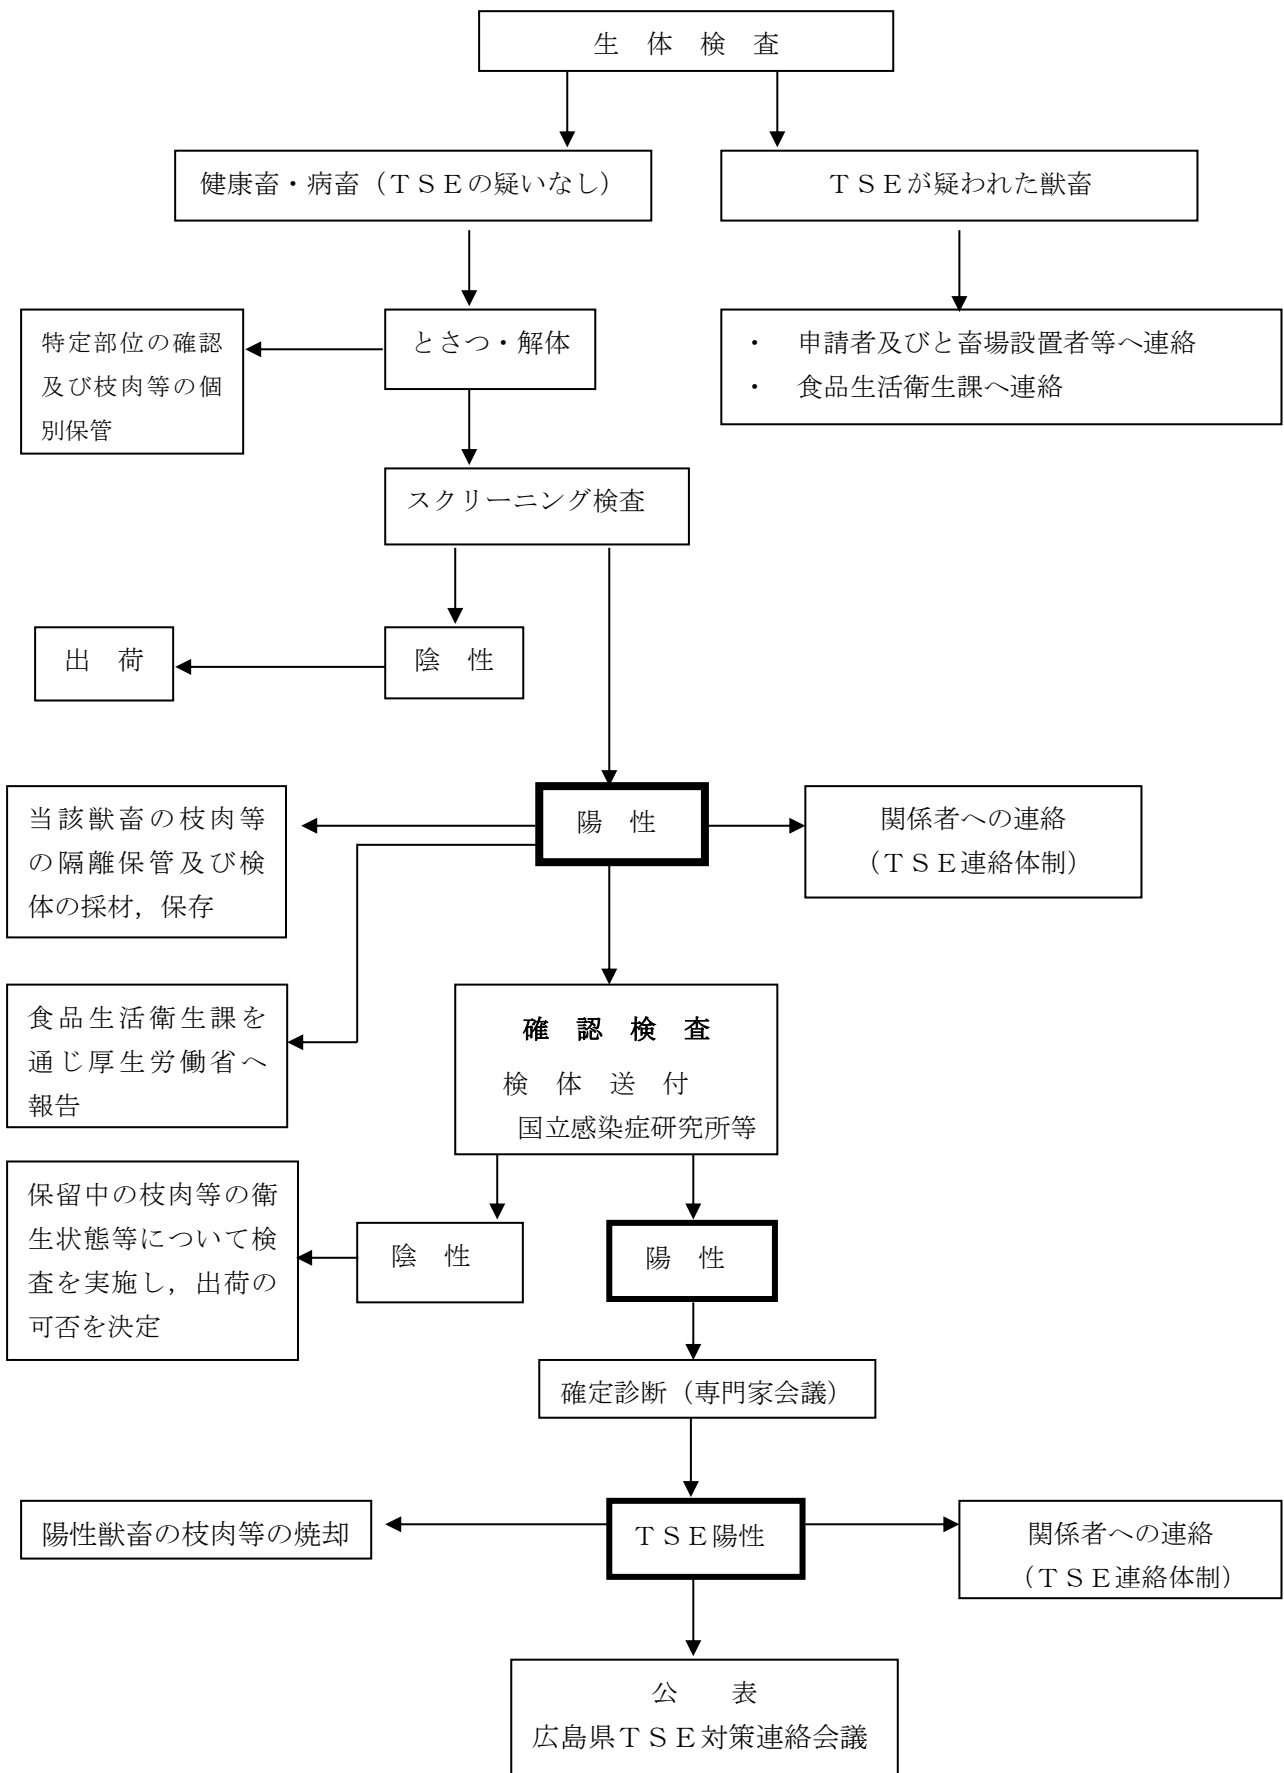 生　体　検　査
健康畜・病畜（ＴＳＥの疑いなし）
ＴＳＥが疑われた獣畜
特定部位の確認
及び枝肉等の個
別保管
とさつ・解体
・　申請者及びと畜場設置者等へ連絡
・　食品生活衛生課へ連絡
スクリーニング検査
出　荷
陰　性
当該獣畜の枝肉等
の隔離保管及び検
体の採材，保存
陽　性
関係者への連絡
（ＴＳＥ連絡体制）
食品生活衛生課を
通じ厚生労働省へ
報告
確　認　検　査
検　体　送　付
国立感染症研究所等
保留中の枝肉等の衛
生状態等について検
査を実施し，出荷の
可否を決定
陰　性
陽　性
確定診断（専門家会議）
陽性獣畜の枝肉等の焼却
ＴＳＥ陽性
関係者への連絡
（ＴＳＥ連絡体制）
公　　表
広島県ＴＳＥ対策連絡会議